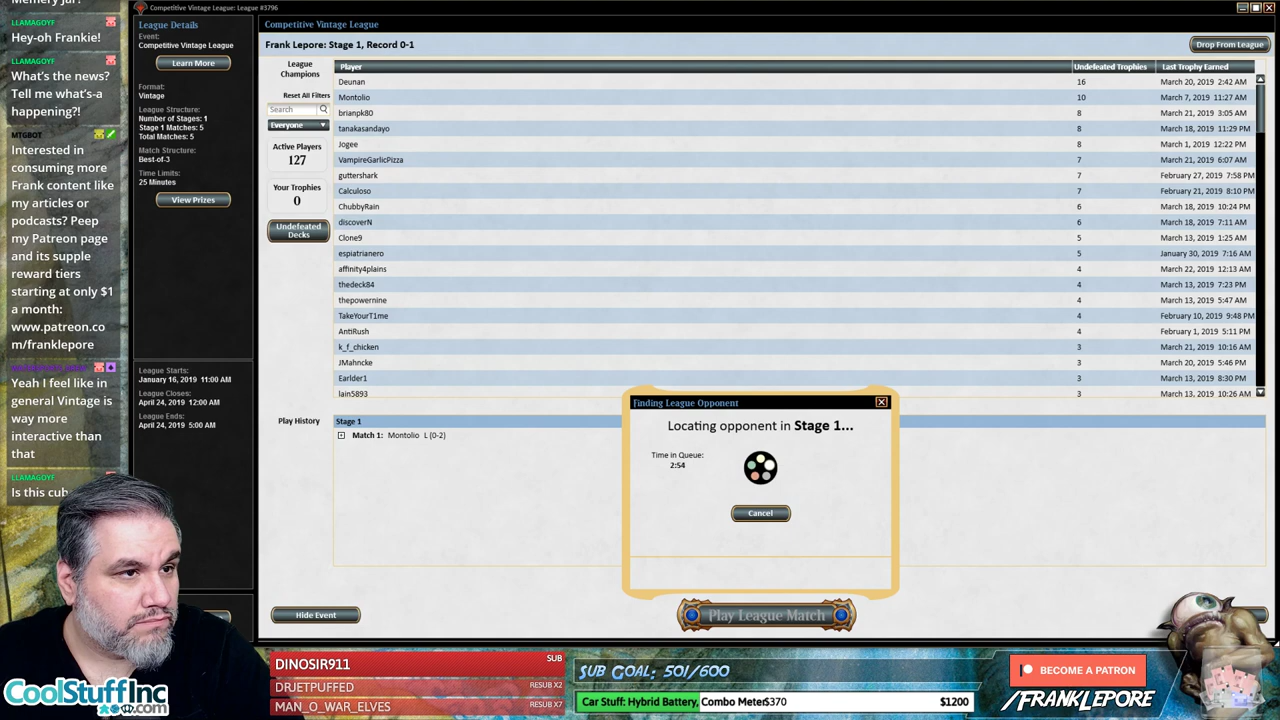 LLAMAGOYF
Hey-oh Frankie!
LLAMAGOYF
What's the news?
Tell me what's-a
happening?!
MTGBOT
Interested in
consuming more
Frank content like
my articles or
podcasts? Peep
my Patreon page
and its supple
reward tiers
starting at only $1
a month:
www.patreon.co
m/franklepore
Yeah I feel like in
general Vintage is
way more
interactive than
that
LLAMAGOYF
Is this cub
CoolStuffInc
.com
Competitive Vintage League: League #3796
League Details
Event:
Competitive Vintage League
Learn More
Format:
Vintage
League Structure:
Number of Stages: 1
Stage 1 Matches: 5
Total Matches: 5
Match Structure:
Best-of-3
Time Limits:
25 Minutes
View Prizes
League Starts:
January 16, 2019 11:00 AM
League Closes:
April 24, 2019 12:00 AM
League Ends:
April 24, 2019 5:00 AM
Competitive Vintage League
Frank Lepore: Stage 1, Record 0-1
Drop From League
League
Champions
Reset All Filters
Search
Everyone
Active Players
127
Your Trophies
0
Undefeated
Decks
Player Undefeated Trophies Last Trophy Earned
Deunan 16 March 20, 2019 2:42 AM
Montolio 10 March 7, 2019 11:27 AM
brianpk80 8 March 21, 2019 3:05 AM
tanakasandayo 8 March 18, 2019 11:29 PM
Jogee 8 March 1, 2019 12:22 PM
VampireGarlicPizza 7 March 21, 2019 6:07 AM
guttershark 7 February 27, 2019 7:58 PM
Calculoso 7 February 21, 2019 8:10 PM
ChubbyRain 6 March 18, 2019 10:24 PM
discoverN 6 March 18, 2019 7:11 AM
Clone9 5 March 13, 2019 1:25 AM
espiatrianero 5 January 30, 2019 7:16 AM
affinity4plains 4 March 22, 2019 12:13 AM
thedeck84 4 March 13, 2019 7:23 PM
thepowernine 4 March 13, 2019 5:47 AM
TakeYourT1me 4 February 10, 2019 9:48 PM
AntiRush 4 February 1, 2019 5:11 PM
k_f_chicken 3 March 21, 2019 10:16 AM
JMahncke 3 March 20, 2019 5:46 PM
Earlder1 3 March 13, 2019 8:30 PM
lain5893 3 March 13, 2019 10:26 AM
Play History
Stage 1
Match 1: Montolio L (0-2)
Finding League Opponent
Locating opponent in Stage 1...
Time in Queue:
2:54
Cancel
Hide Event
Play League Match
DINOSIR911 SUB
DRJETPUFFED RESUB X2
MAN_O_WAR_ELVES RESUB X7
SUB GOAL: 501/600
Car Stuff: Hybrid Battery, Combo Meter $370 $1200
BECOME A PATRON
/FRANKLEPORE